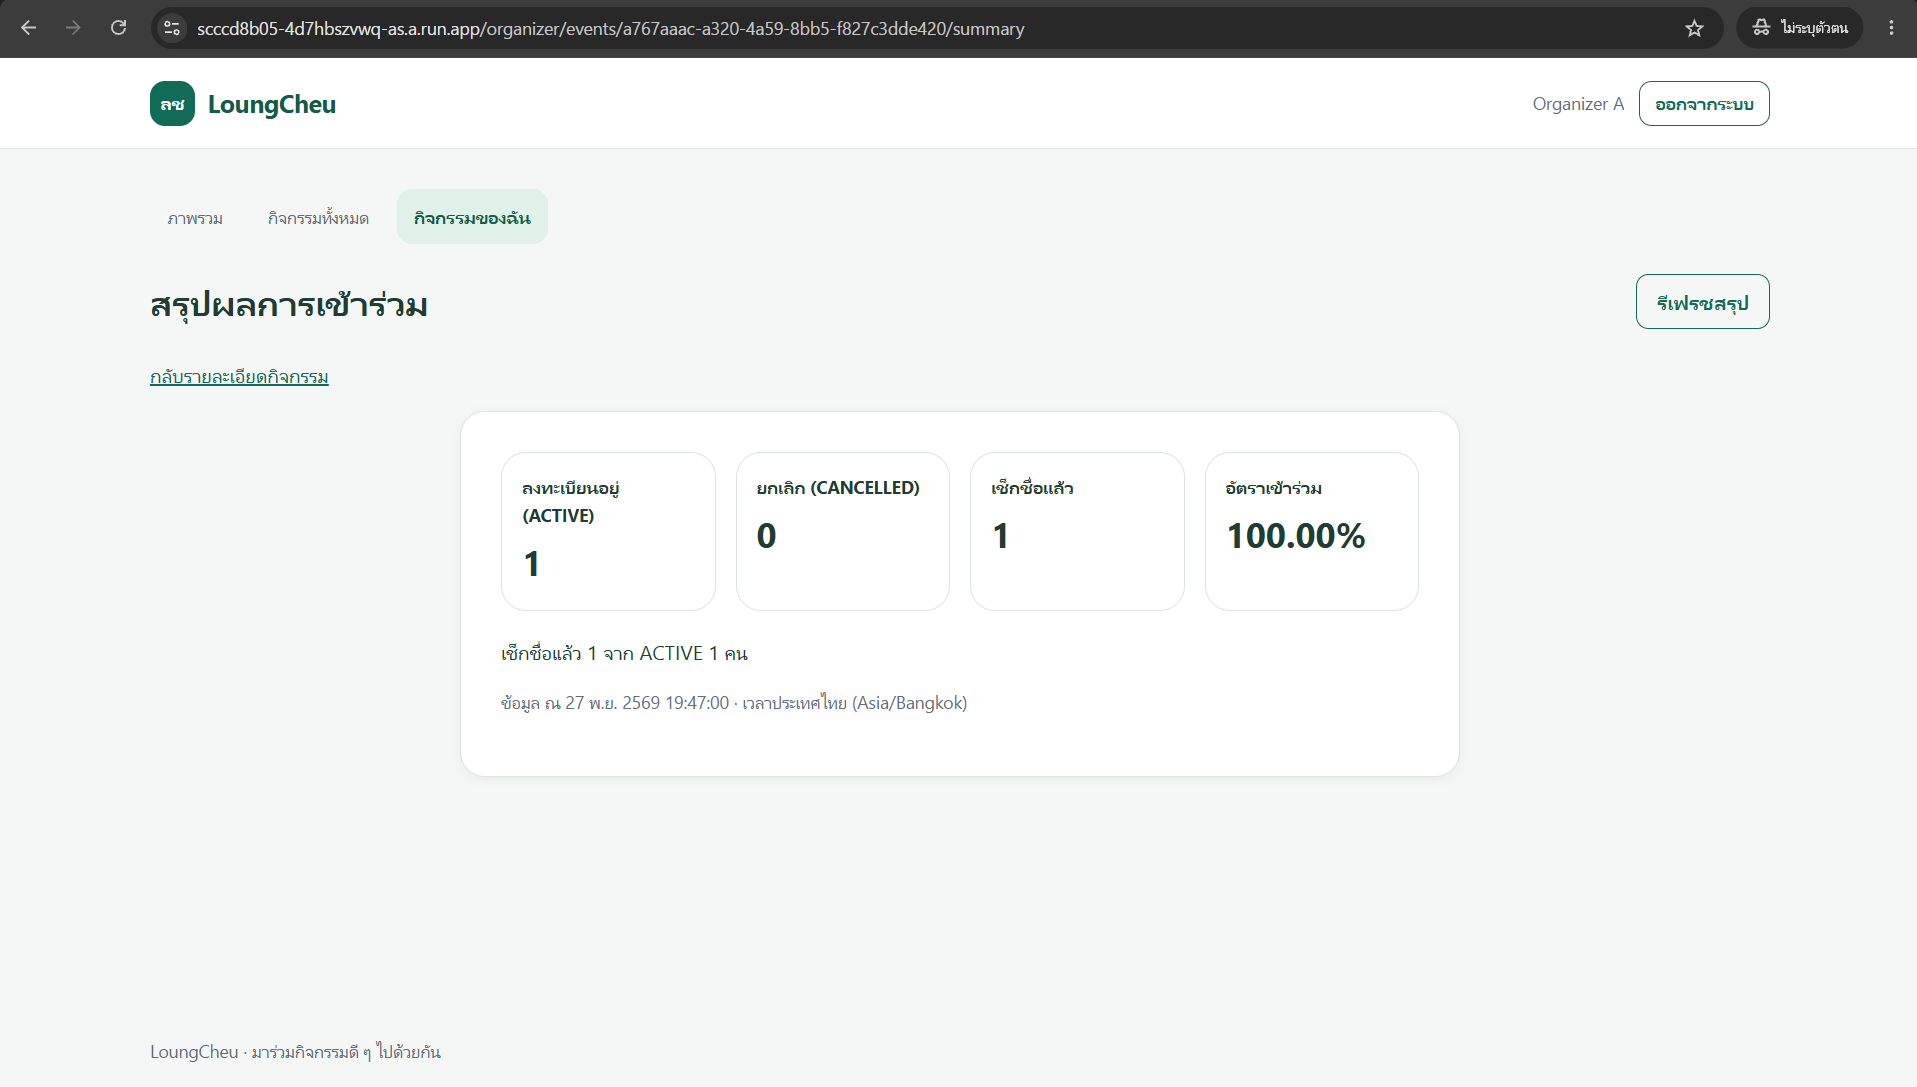 scccd8b05-4d7hbszvwq-as.a.run.app/organizer/events/a767aaac-a320-4a59-8bb5-f827c3dde420/summary
ไม่ระบุตัวตน
ลช
LoungCheu
Organizer A
ออกจากระบบ
ภาพรวม
กิจกรรมทั้งหมด
กิจกรรมของฉัน
สรุปผลการเข้าร่วม
รีเฟรชสรุป
กลับรายละเอียดกิจกรรม
ลงทะเบียนอยู่
(ACTIVE)
1
ยกเลิก (CANCELLED)
0
เช็กชื่อแล้ว
1
อัตราเข้าร่วม
100.00%
เช็กชื่อแล้ว 1 จาก ACTIVE 1 คน
ข้อมูล ณ 27 พ.ย. 2569 19:47:00 · เวลาประเทศไทย (Asia/Bangkok)
LoungCheu · มาร่วมกิจกรรมดี ๆ ไปด้วยกัน